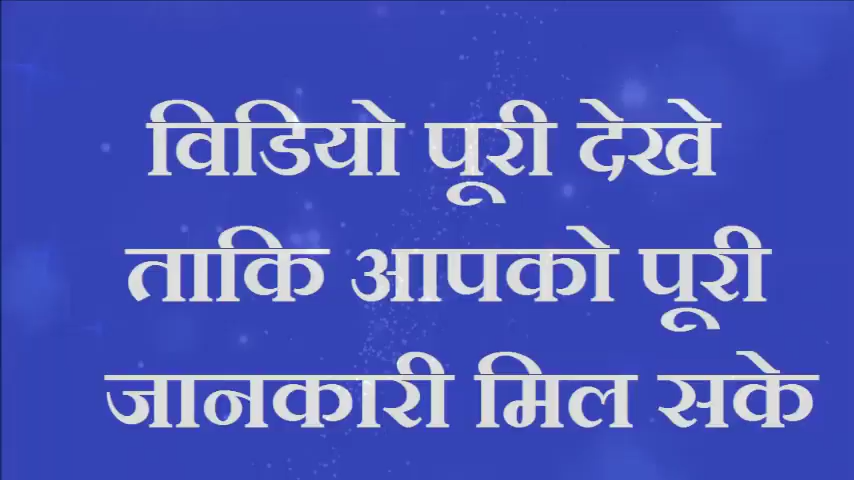 विडियो पूरी देखे
ताकि आपको पूरी
जानकारी मिल सके